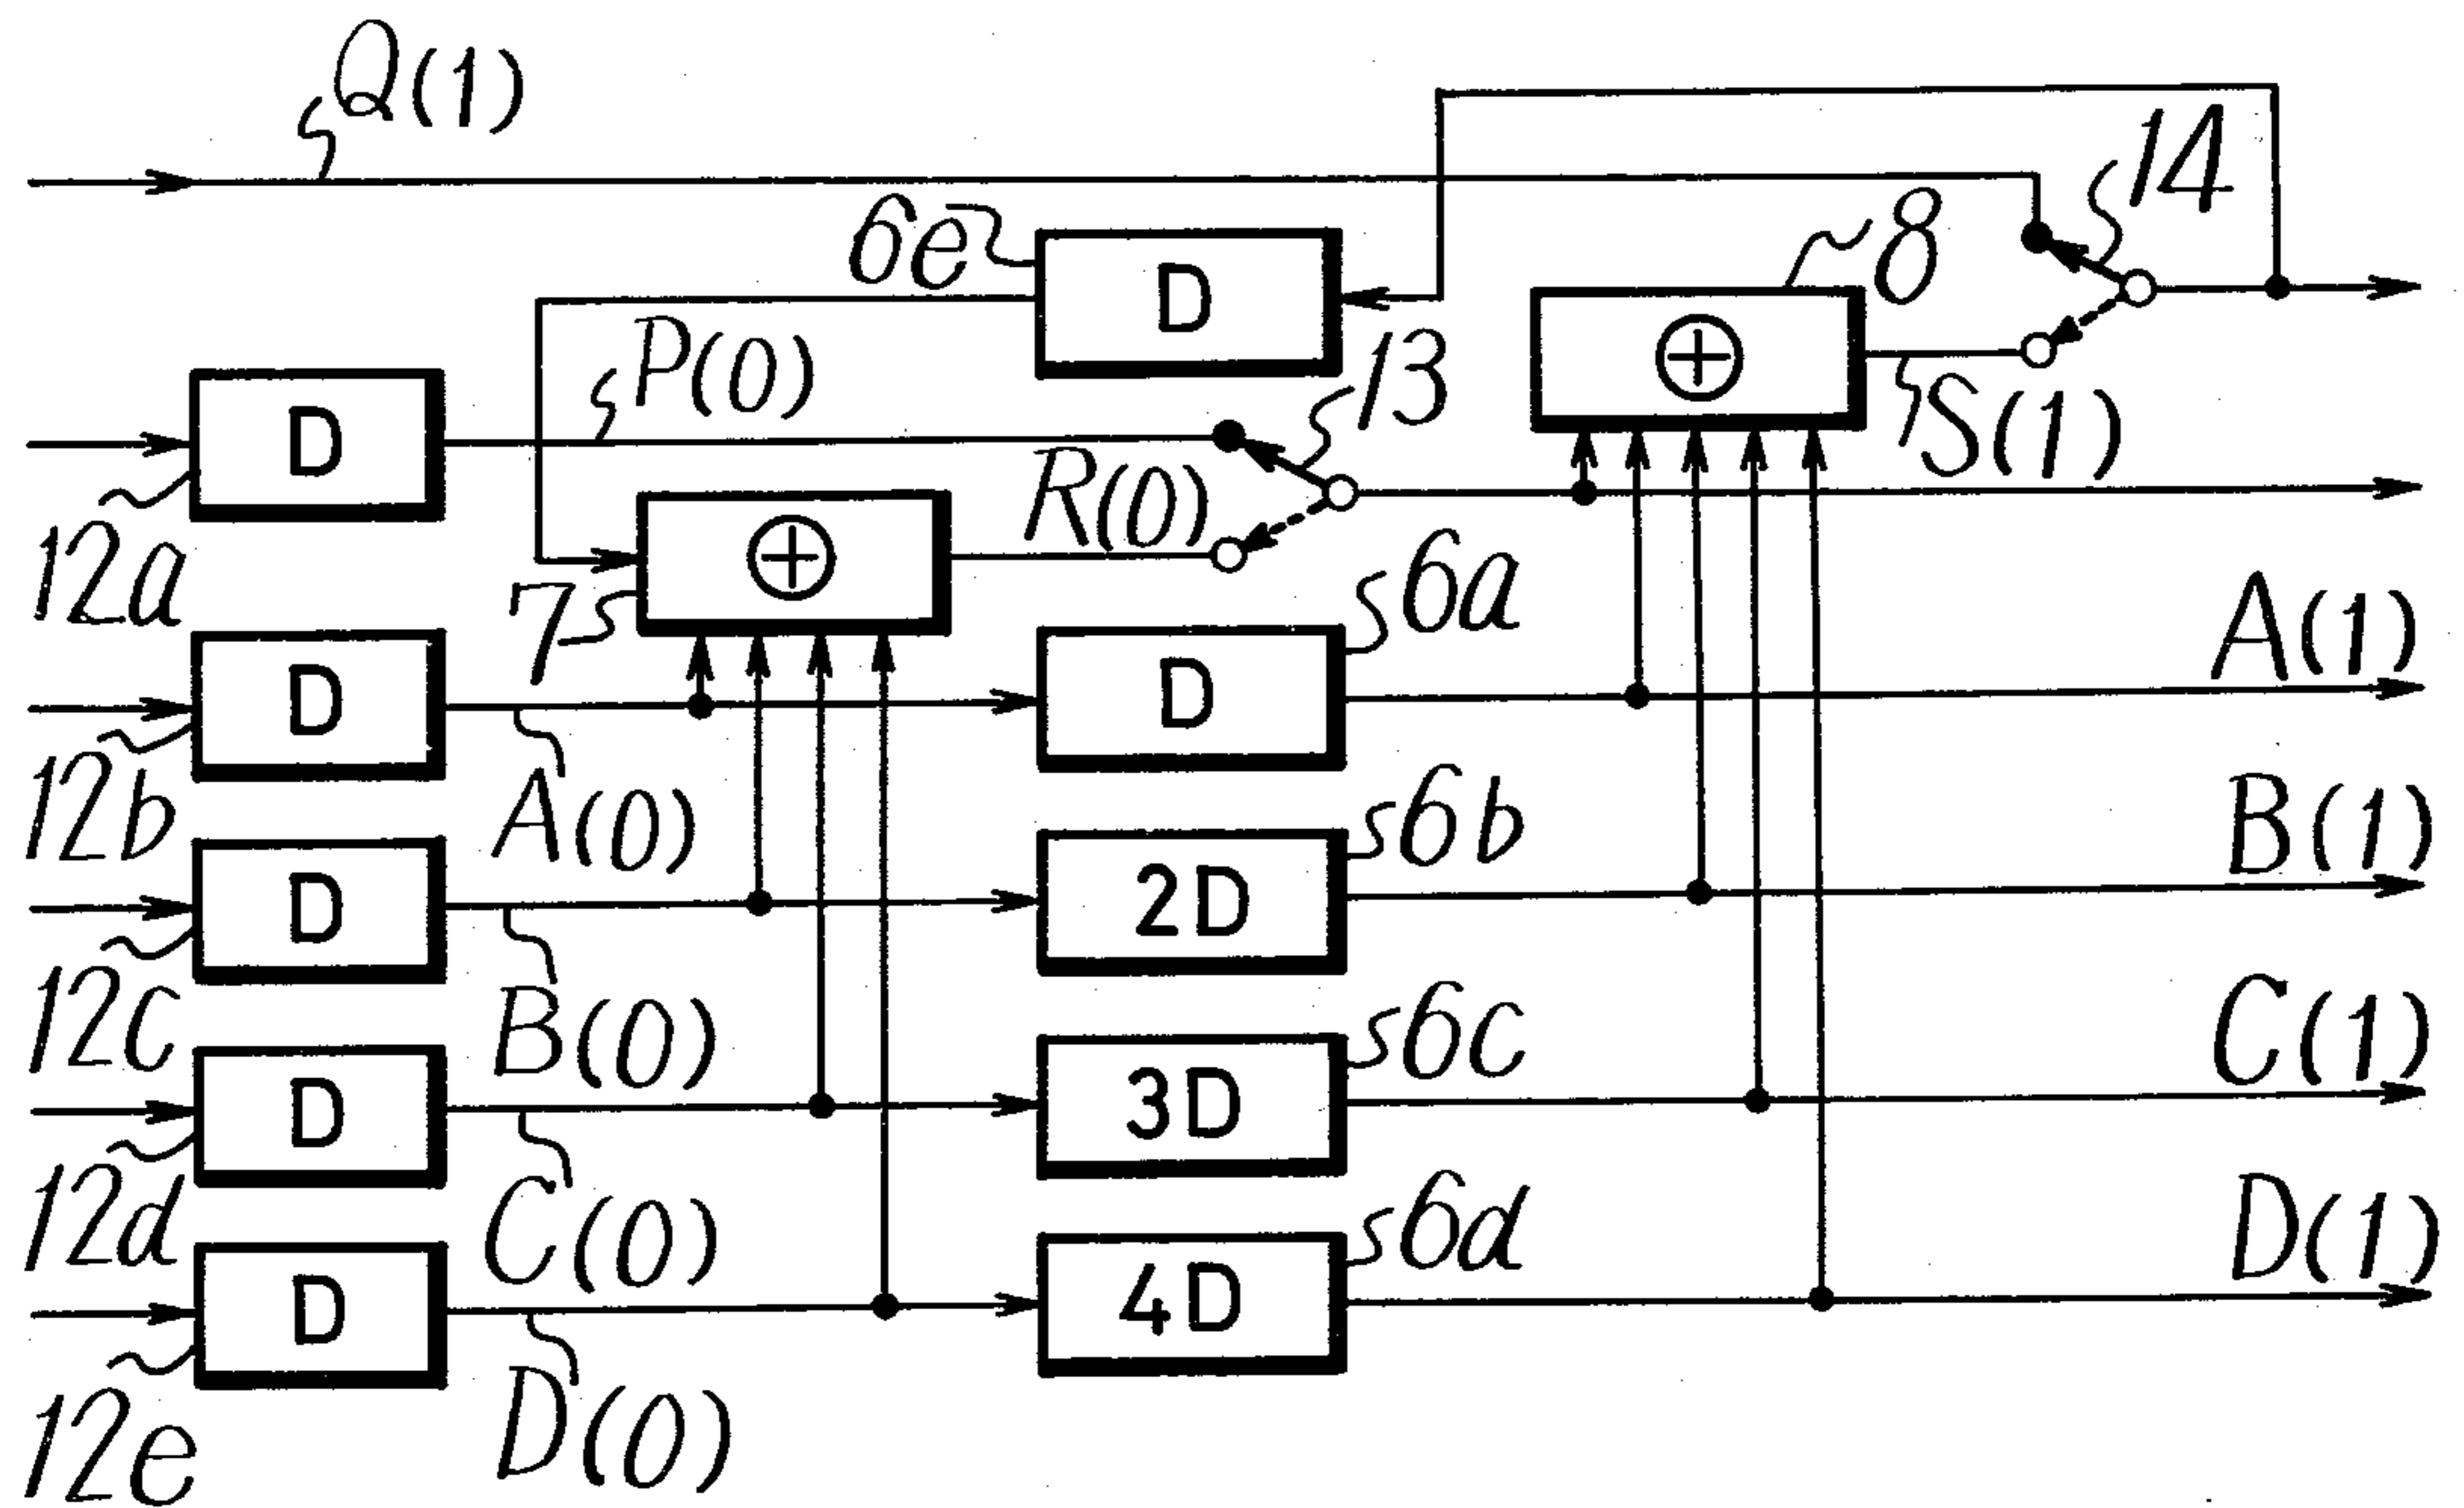 Q(1)
14
6e
D
8
P(0)
13
⊕
D
S(1)
12a
R(0)
⊕
7
6a
D
D
A(1)
12b
A(0)
6b
B(1)
D
2D
12c
B(0)
6c
C(1)
D
3D
12d
C(0)
6d
D(1)
D
4D
12e
D(0)